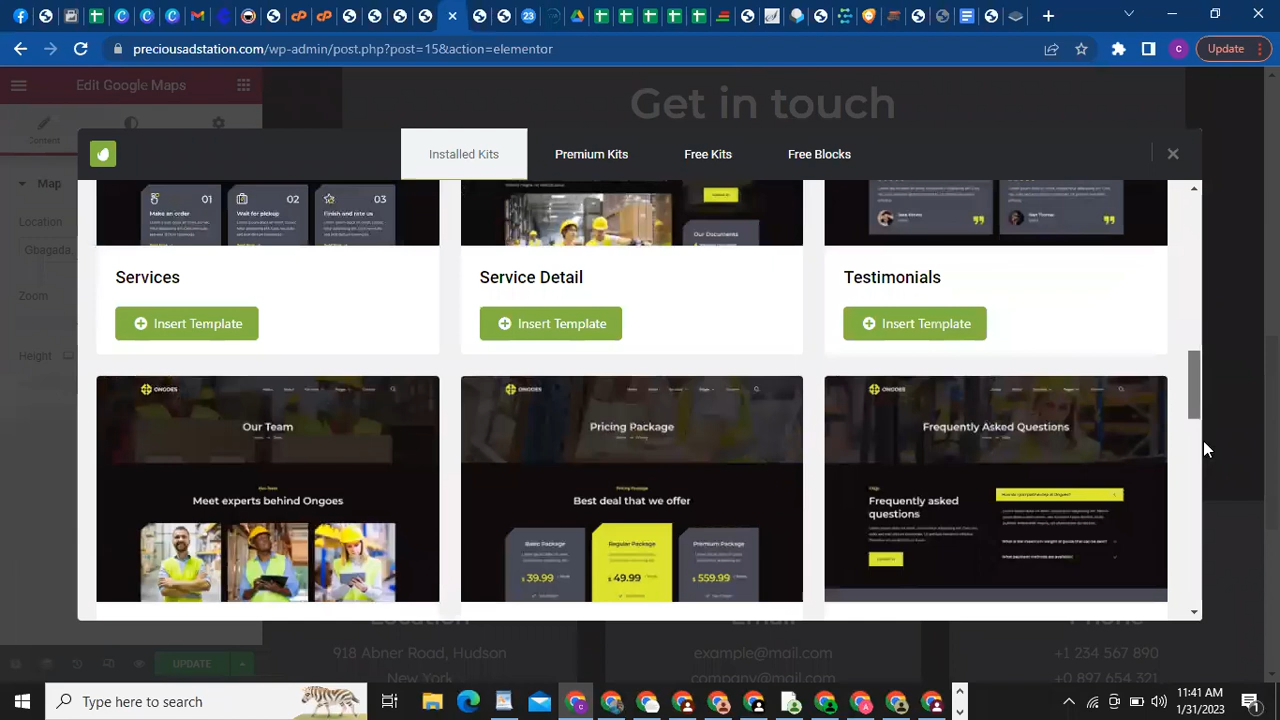 23
preciousadstation.com/wp-admin/post.php?post=15&action=elementor
C
Update
Edit Google Maps
Get in touch
Content
Installed Kits
Premium Kits
Free Kits
Free Blocks
Map
Location
Gbagada
Zoom
Height
Make an order
01
Wait for pickup
02
Finish and rate us
Our Documents
Services
Service Detail
Testimonials
Insert Template
Insert Template
Insert Template
ONGOES
ONGOES
ONGOES
Our Team
Pricing Package
Frequently Asked Questions
Meet experts behind Ongoes
Pricing Package
Best deal that we offer
Frequently asked
questions
Basic Package
Regular Package
Premium Package
$ 39.99
$ 49.99
$ 559.99
Location
Email
Phone
UPDATE
918 Abner Road, Hudson
New York
example@mail.com
company@mail.com
+1 234 567 890
+0 897 654 321
Type here to search
11:41 AM
1/31/2023